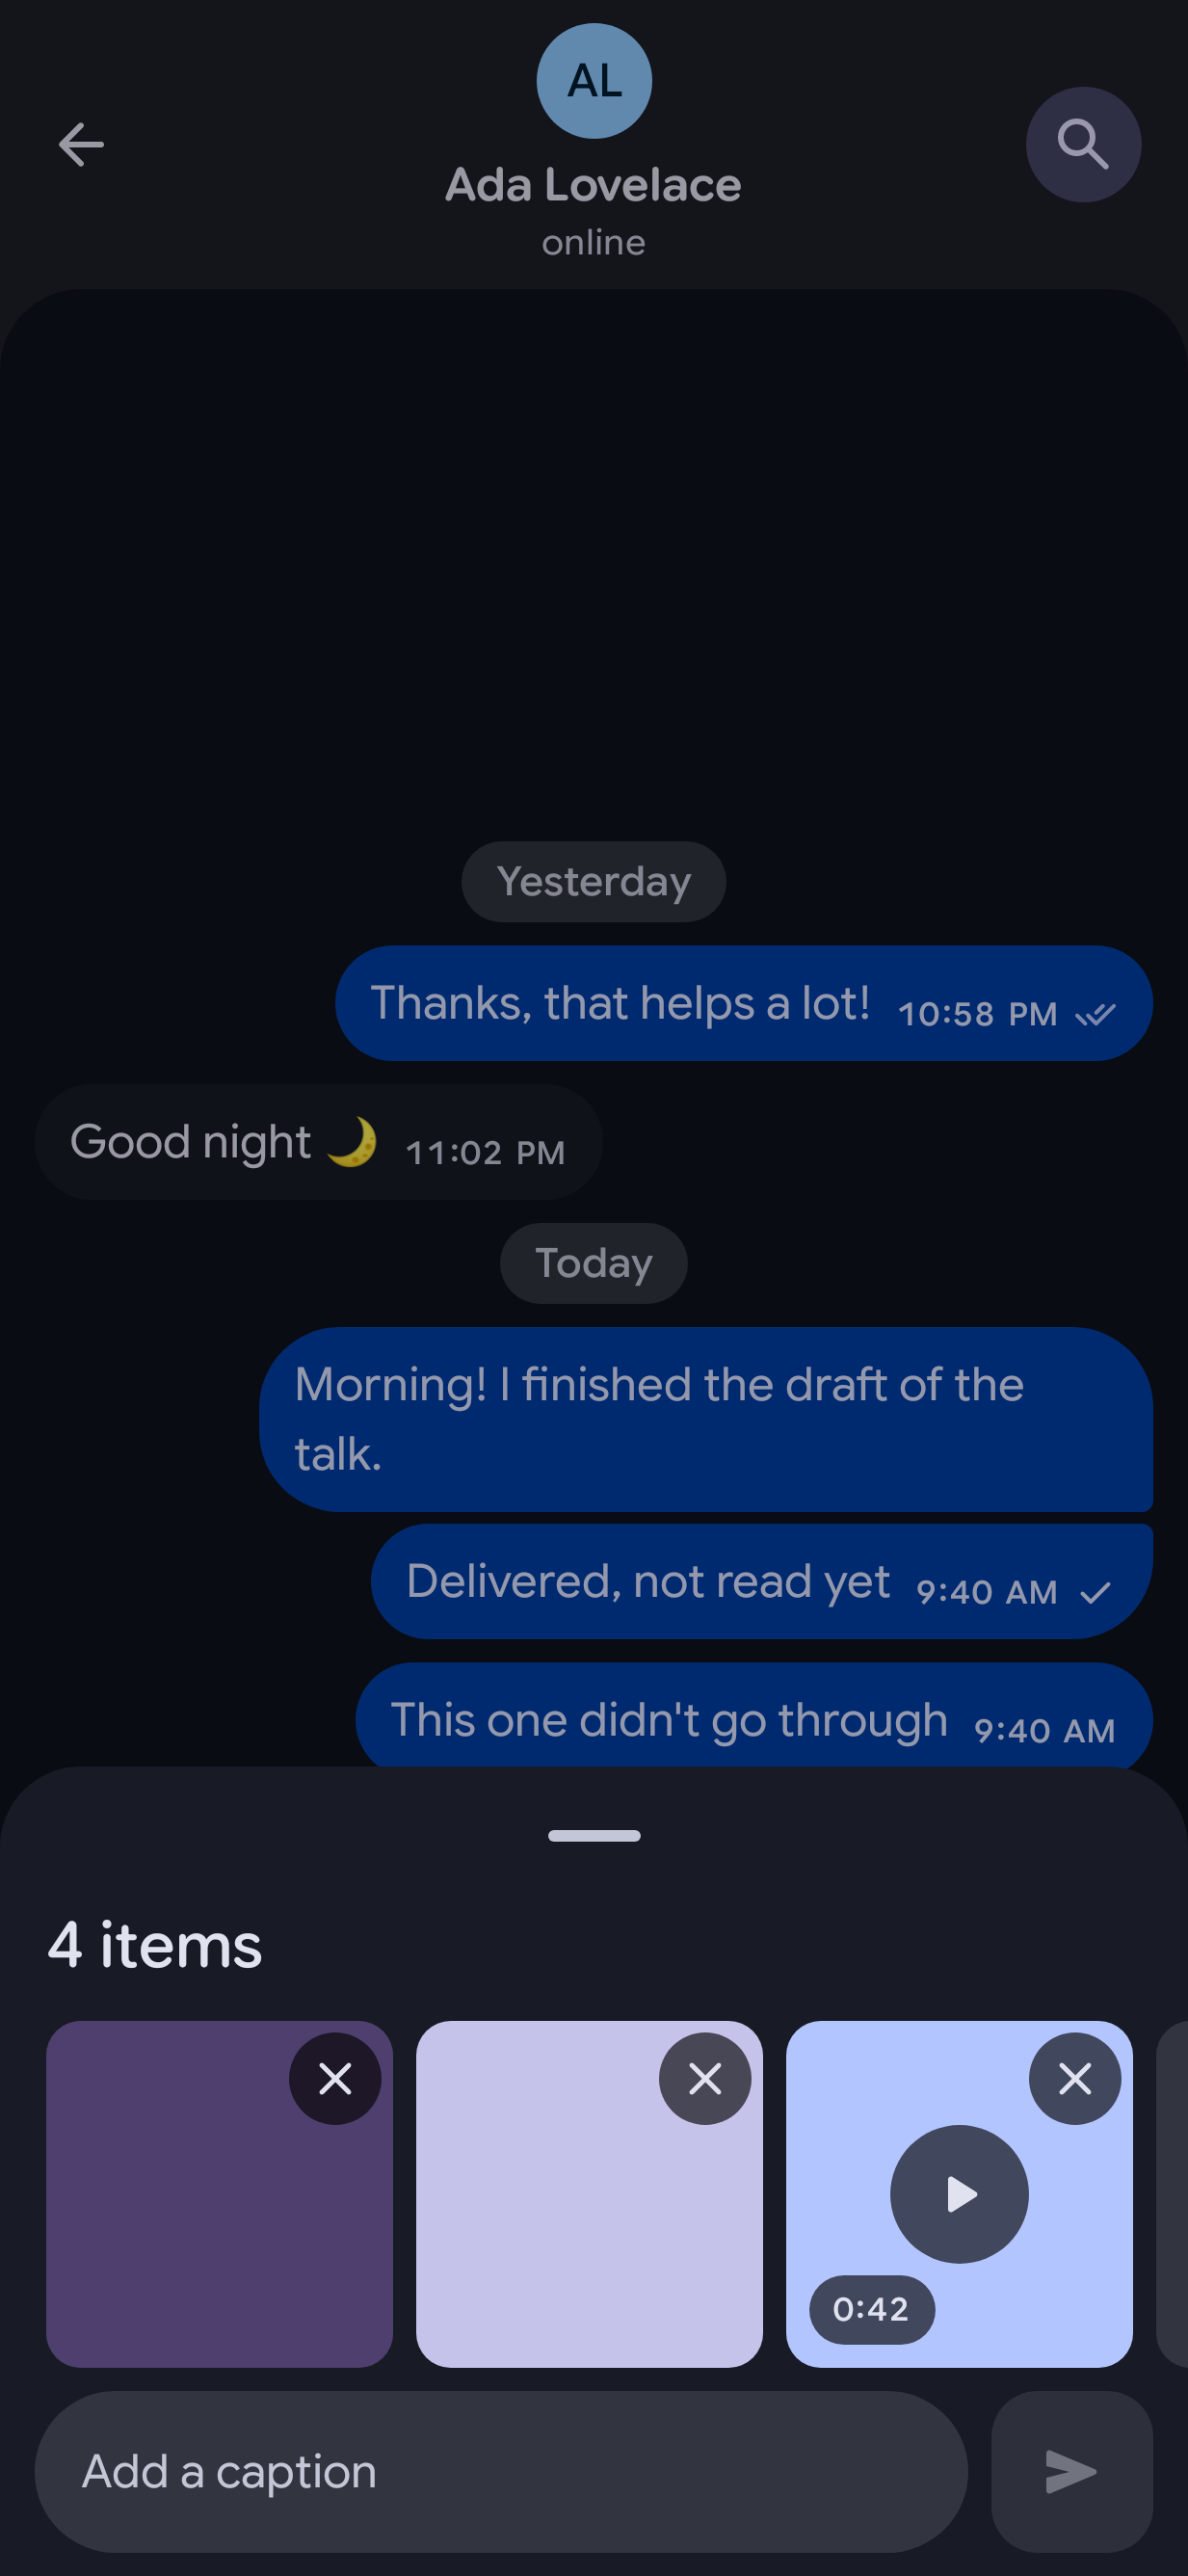 AL
Ada Lovelace
online
Yesterday
Thanks, that helps a lot! 10:58 PM
Good night 🌙 11:02 PM
Today
Morning! I finished the draft of the
talk.
Delivered, not read yet 9:40 AM
This one didn't go through 9:40 AM
4 items
0:42
Add a caption